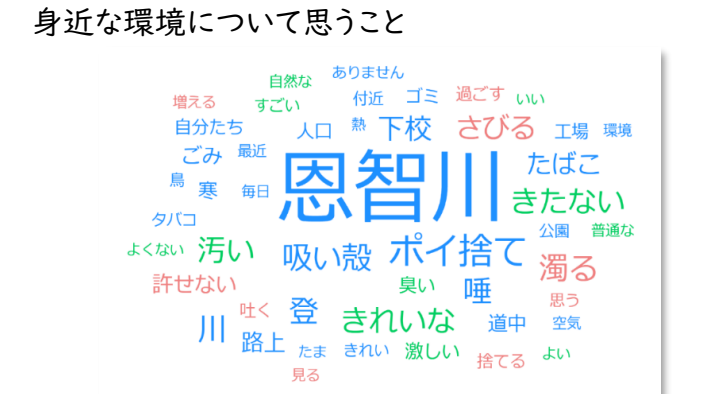 身近な環境について思うこと
ありません
自然な
増える
すごい
付近
ゴミ
過ごす
いい
自分たち
人口
熱
下校
さびる
工場
環境
ごみ
最近
恩智川
たばこ
鳥
寒
毎日
きたない
タバコ
公園
普通な
よくない
汚い
吸い殻
ポイ捨て
濁る
許せない
臭い
唾
思う
吐く
登
きれいな
道中
空気
川
路上
たま
きれい
激しい
捨てる
よい
見る